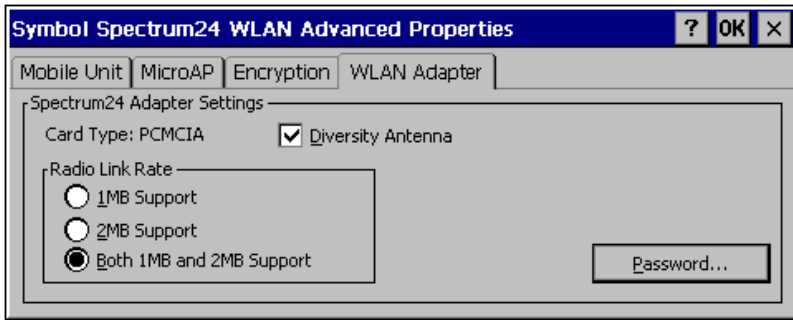 Symbol Spectrum24 WLAN Advanced Properties ? OK ×
Mobile Unit MicroAP Encryption WLAN Adapter
Spectrum24 Adapter Settings
Card Type: PCMCIA Diversity Antenna
Radio Link Rate
1MB Support
2MB Support
Both 1MB and 2MB Support
Password...